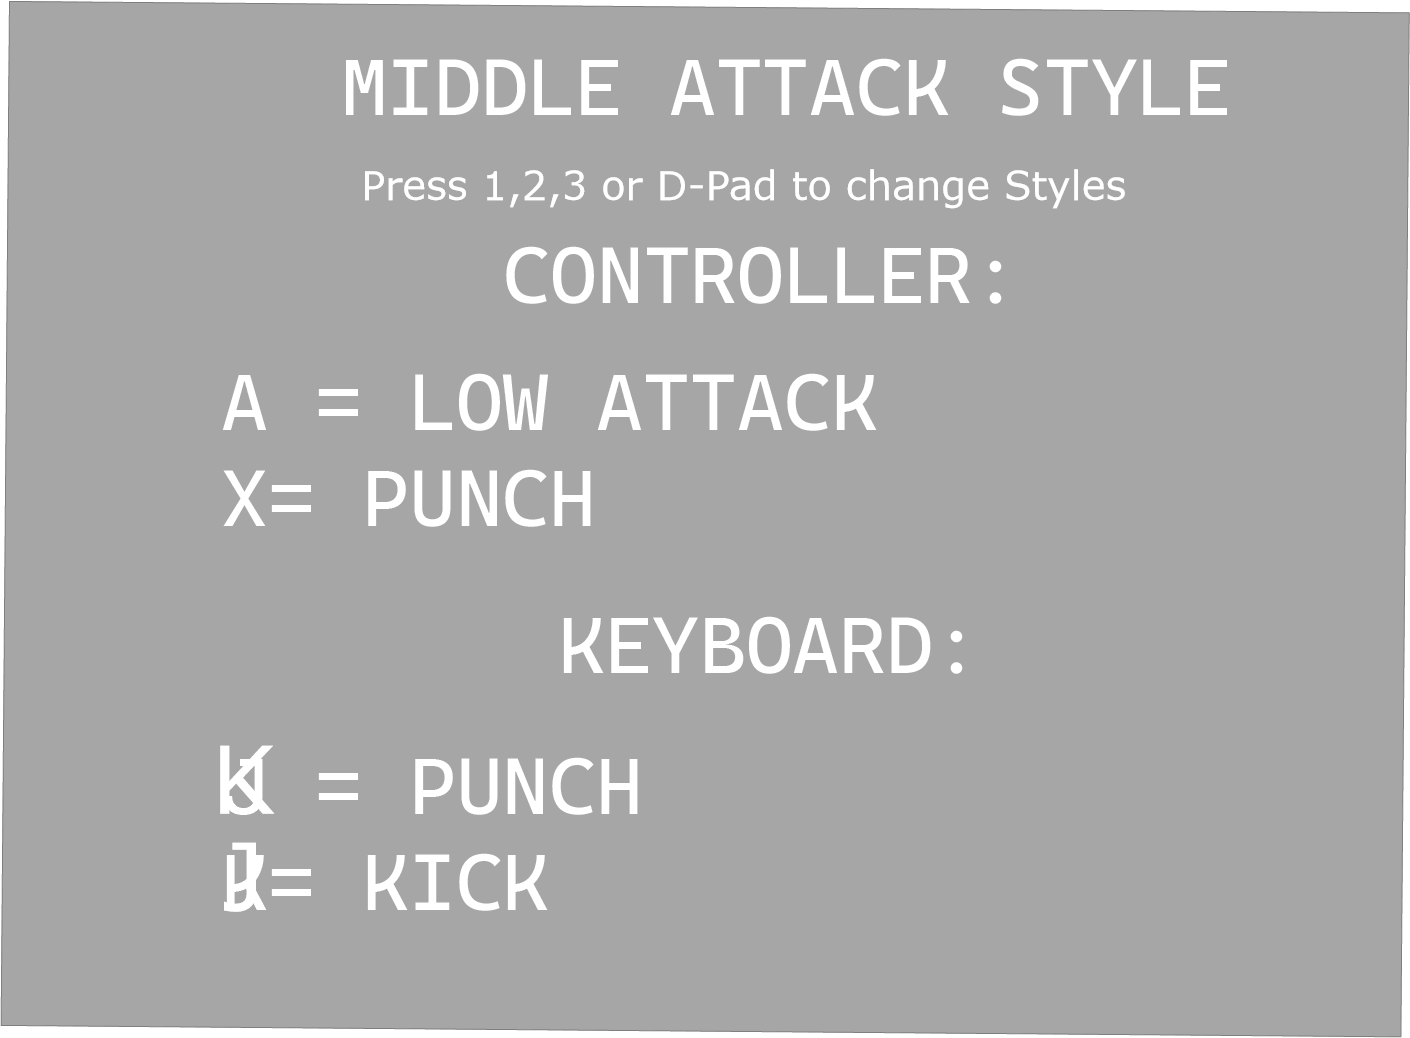 MIDDLE ATTACK STYLE
Press 1,2,3 or D-Pad to change Styles
CONTROLLER:
A = LOW ATTACK
X= PUNCH
KEYBOARD:
= PUNCH
= KICK